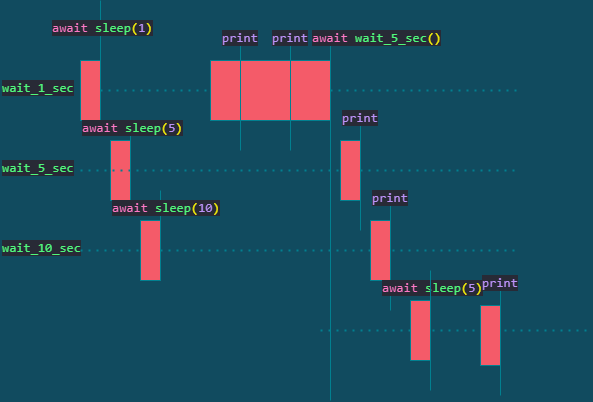 await sleep(1)
print print await wait_5_sec()
wait_1_sec
print
await sleep(5)
wait_5_sec
print
await sleep(10)
wait_10_sec
print
await sleep(5)